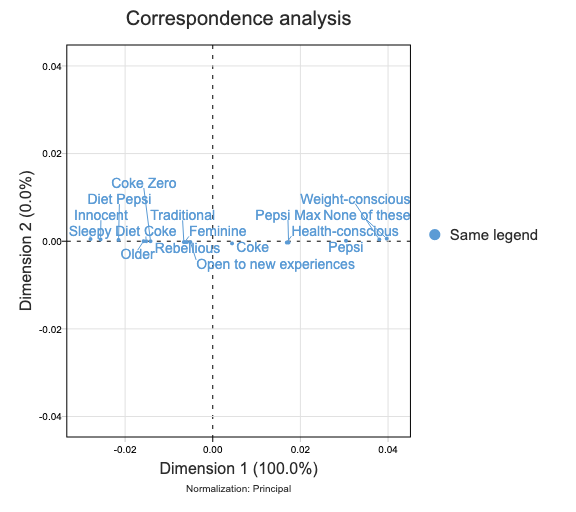 Correspondence analysis
Dimension 2 (0.0%)
0.04
0.02
0.00
-0.02
-0.04
Coke Zero
Diet Pepsi
Weight-conscious
Innocent
Traditional
Pepsi Max
None of these
Sleepy
Diet Coke
Feminine
Health-conscious
Older
Rebellious
Coke
Pepsi
Open to new experiences
Same legend
-0.02
0.00
0.02
0.04
Dimension 1 (100.0%)
Normalization: Principal